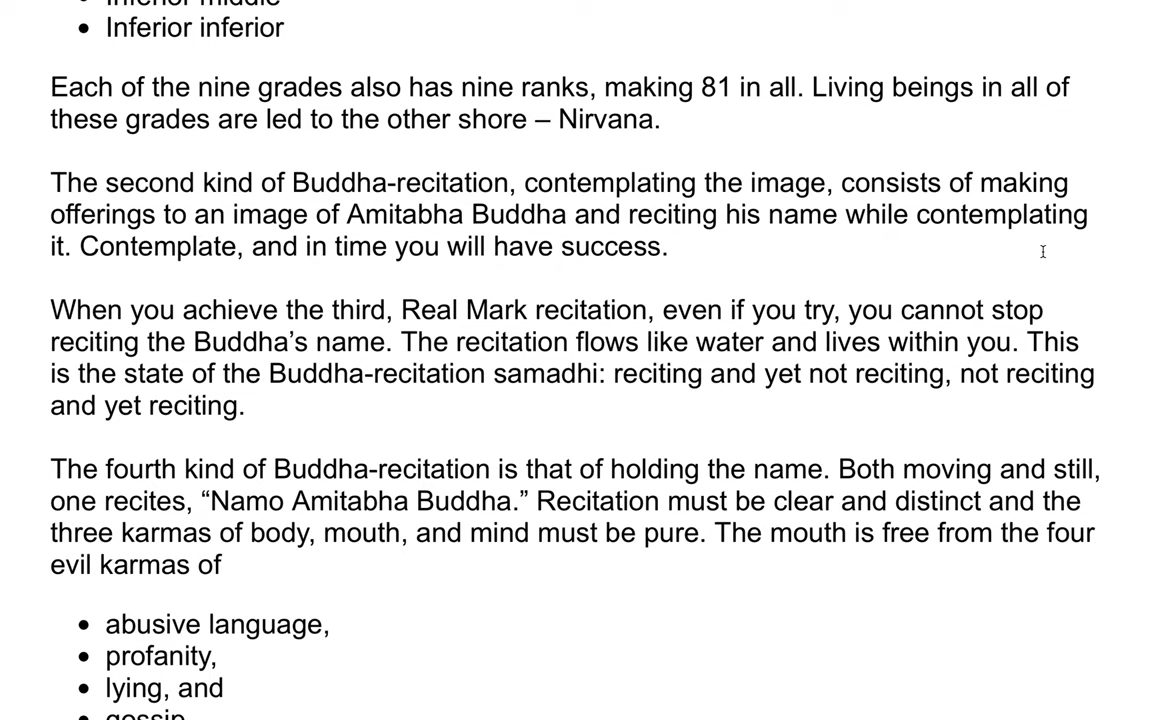 • Inferior middle
• Inferior inferior
Each of the nine grades also has nine ranks, making 81 in all. Living beings in all of
these grades are led to the other shore – Nirvana.
The second kind of Buddha-recitation, contemplating the image, consists of making
offerings to an image of Amitabha Buddha and reciting his name while contemplating
it. Contemplate, and in time you will have success.
When you achieve the third, Real Mark recitation, even if you try, you cannot stop
reciting the Buddha’s name. The recitation flows like water and lives within you. This
is the state of the Buddha-recitation samadhi: reciting and yet not reciting, not reciting
and yet reciting.
The fourth kind of Buddha-recitation is that of holding the name. Both moving and still,
one recites, “Namo Amitabha Buddha.” Recitation must be clear and distinct and the
three karmas of body, mouth, and mind must be pure. The mouth is free from the four
evil karmas of
• abusive language,
• profanity,
• lying, and
• gossip